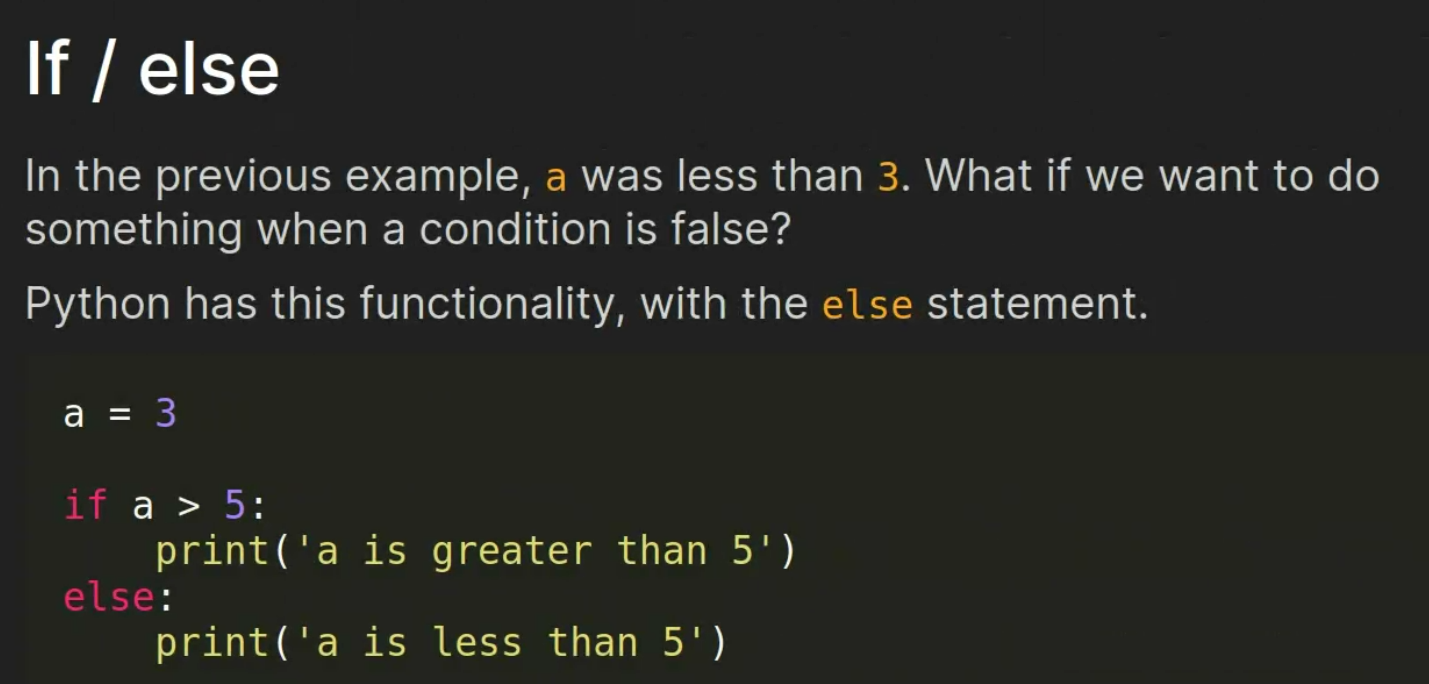 If / else
In the previous example, a was less than 3. What if we want to do
something when a condition is false?
Python has this functionality, with the else statement.
a = 3
if a > 5:
    print('a is greater than 5')
else:
    print('a is less than 5')